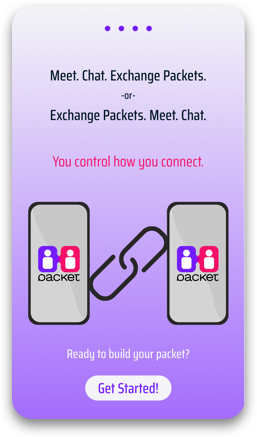 Meet. Chat. Exchange Packets.
-or-
Exchange Packets. Meet. Chat.
You control how you connect.
packet packet
Ready to build your packet?
Get Started!